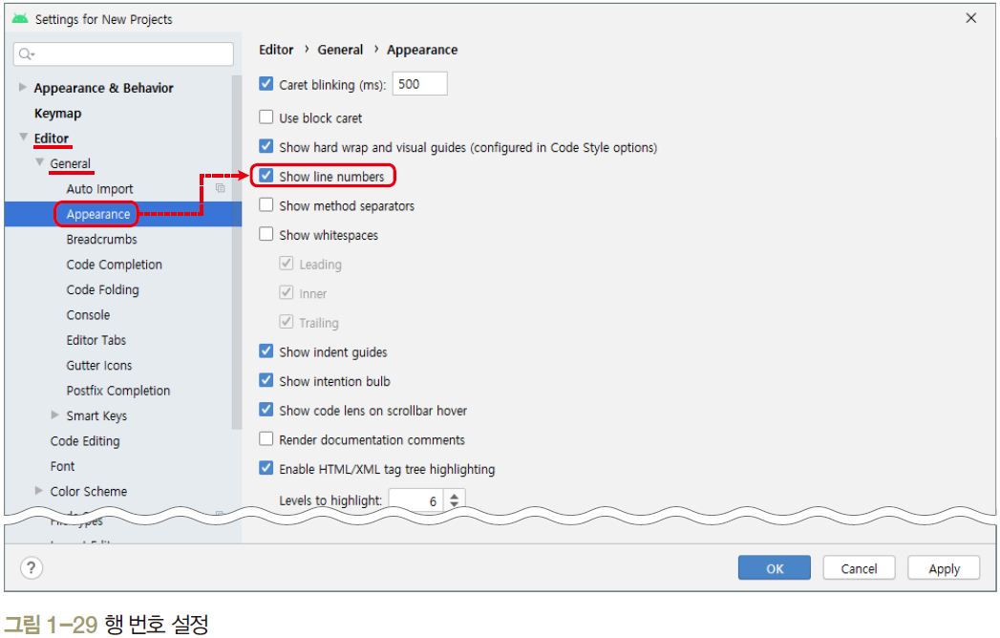 Settings for New Projects
Appearance & Behavior
Keymap
Editor
General
Auto Import
Appearance
Breadcrumbs
Code Completion
Code Folding
Console
Editor Tabs
Gutter Icons
Postfix Completion
Smart Keys
Code Editing
Font
Color Scheme
File Types
Editor › General › Appearance
Caret blinking (ms): 500
Use block caret
Show hard wrap and visual guides (configured in Code Style options)
Show line numbers
Show method separators
Show whitespaces
Leading
Inner
Trailing
Show indent guides
Show intention bulb
Show code lens on scrollbar hover
Render documentation comments
Enable HTML/XML tag tree highlighting
Levels to highlight: 6
?
OK Cancel Apply
그림 1-29 행 번호 설정